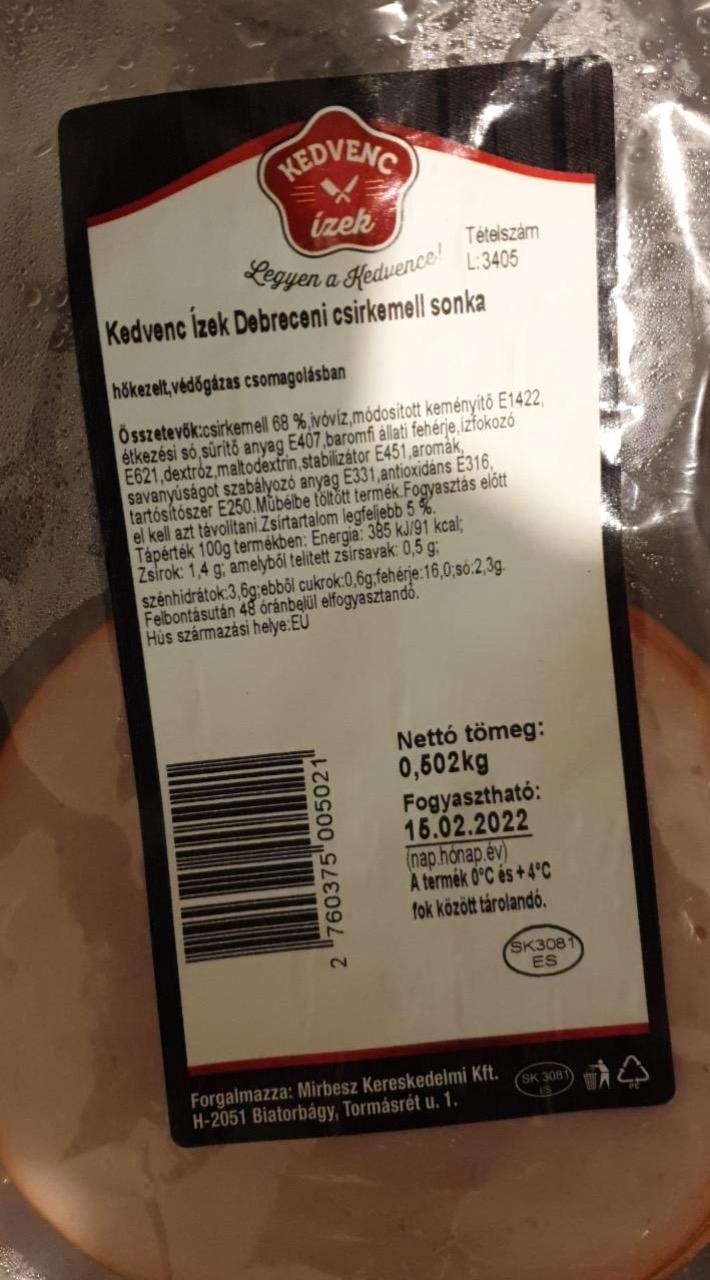 KEDVENC
ízek
Legyen a Kedvence!
Tételszám
L:3405
Kedvenc Ízek Debreceni csirkemell sonka
hőkezelt,védőgázas csomagolásban
Összetevők:csirkemell 68 %,ivóvíz,módosított keményítő E1422,
étkezési só,sűrítő anyag E407,baromfi állati fehérje,ízfokozó
E621,dextróz,maltodextrin,stabilizátor E451,aromák,
savanyúságot szabályozó anyag E331,antioxidáns E316,
tartósítószer E250.Műbélbe töltött termék.Fogyasztás előtt
el kell azt távolítani.Zsírtartalom legfeljebb 5 %.
Tápérték 100g termékben: Energia: 385 kJ/91 kcal;
Zsírok: 1,4 g; amelyből telített zsírsavak: 0,5 g;
szénhidrátok:3,6g;ebből cukrok:0,6g;fehérje:16,0;só:2,3g.
Felbontásután 48 óránbelül elfogyasztandó.
Hús származási helye:EU
Nettó tömeg:
0,502kg
Fogyasztható:
15.02.2022
(nap.hónap.év)
A termék 0°C és +4°C
fok között tárolandó.
SK3081
ES
2 760375 005021
Forgalmazza: Mirbesz Kereskedelmi Kft.
H-2051 Biatorbágy, Tormásrét u. 1.
SK 3081
ES
PE